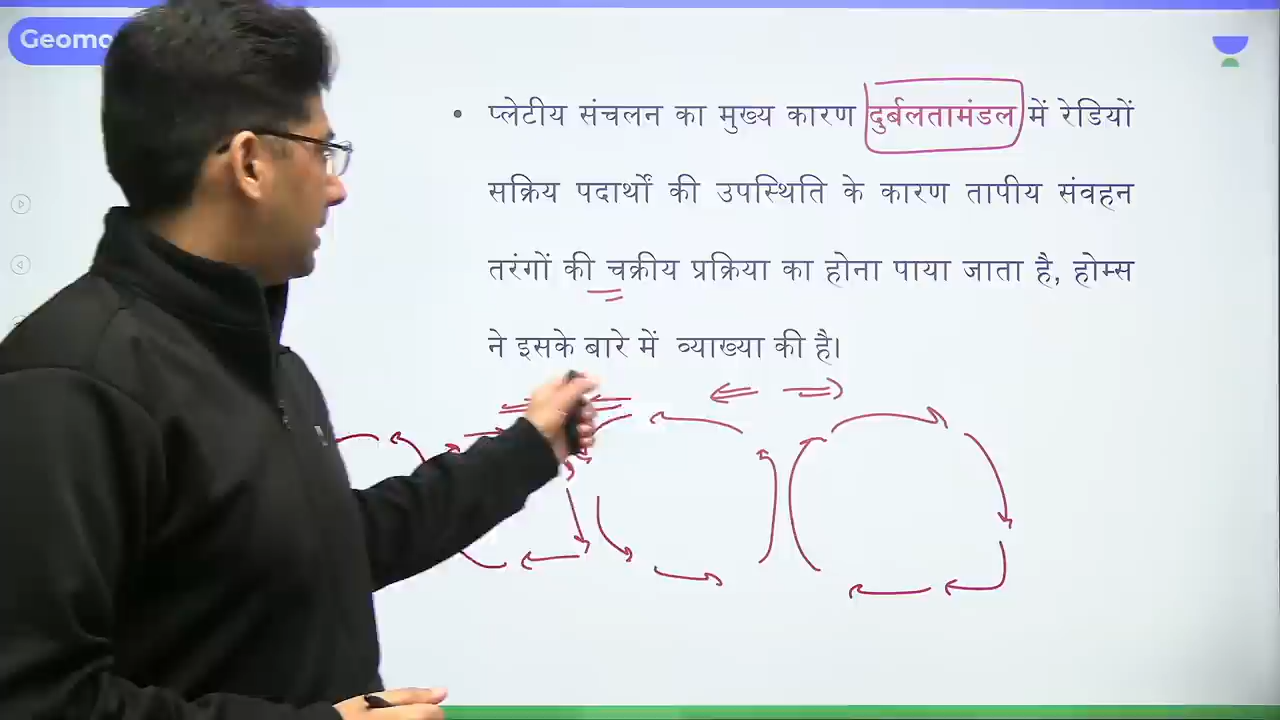 Geomo
• प्लेटीय संचलन का मुख्य कारण दुर्बलतामंडल में रेडियों
सक्रिय पदार्थों की उपस्थिति के कारण तापीय संवहन
तरंगों की चक्रीय प्रक्रिया का होना पाया जाता है, होम्स
ने इसके बारे में व्याख्या की है।